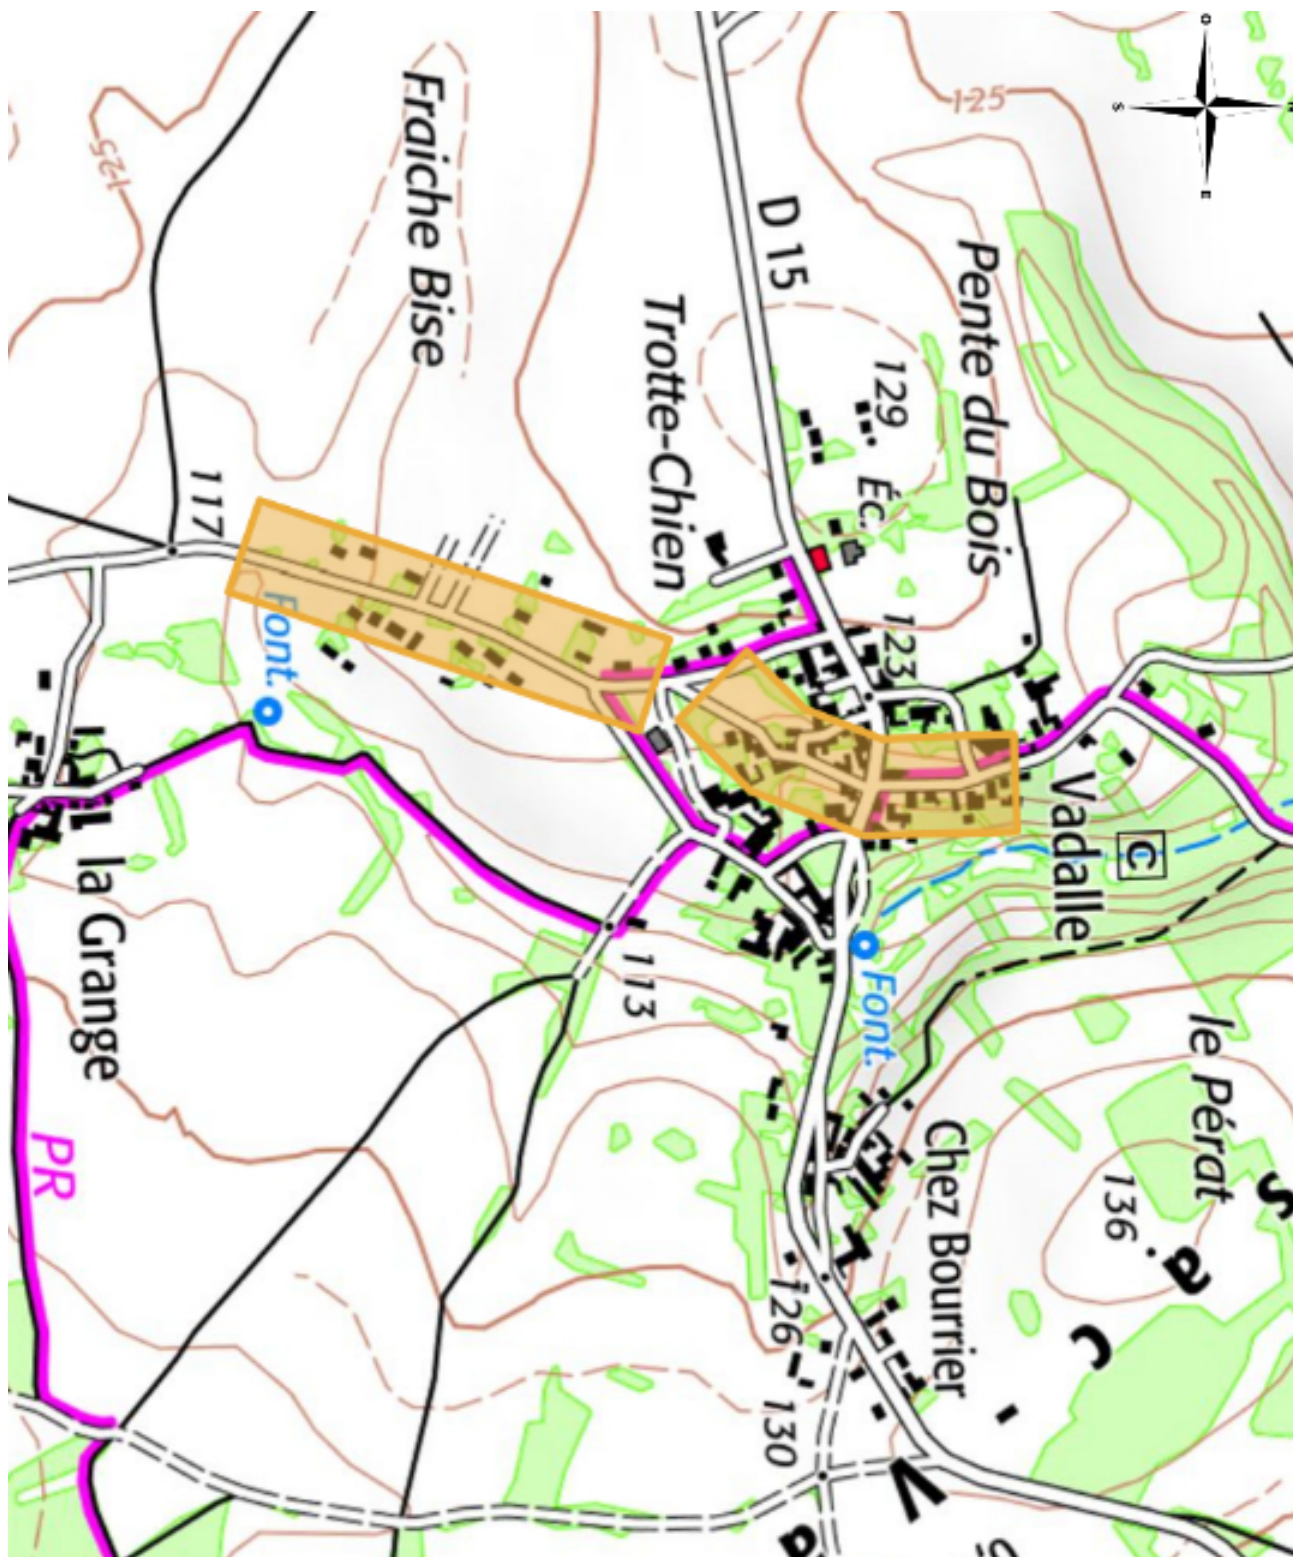 O
S
E
125
125
Fraiche Bise
D 15
Pente du Bois
Trotte-Chien
129
Éc.
117
123
Font.
Vadalle
C
la Grange
113
Font.
le Pérat
PR
Chez Bourrier
136
126
130